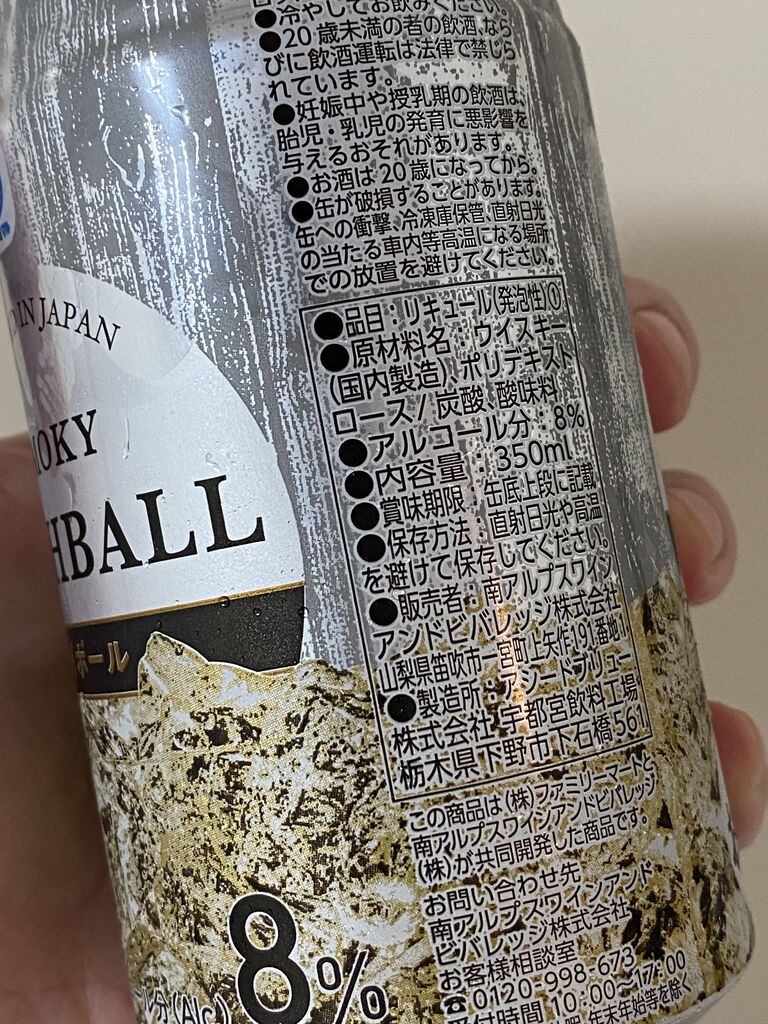 ●冷やしてお飲みください。
●20歳未満の者の飲酒、なら
びに飲酒運転は法律で禁じら
れています。
●妊娠中や授乳期の飲酒は、
胎児・乳児の発育に悪影響を
与えるおそれがあります。
●お酒は20歳になってから。
●缶が破損することがあります。
缶への衝撃、冷凍庫保管、直射日光
の当たる車内等高温になる場所
での放置を避けてください。
●品目：リキュール(発泡性)①
●原材料名：ウイスキー
(国内製造)、ポリデキスト
ロース/炭酸、酸味料
●アルコール分：8%
●内容量：350ml
●賞味期限：缶底上段に記載
●保存方法：直射日光や高温
を避けて保存してください。
●販売者：南アルプスワイン
アンドビバレッジ株式会社
山梨県笛吹市一宮町上矢作191番地1
●製造所：アシードブリュー
株式会社 宇都宮飲料工場
栃木県下野市下石橋561
この商品は(株)ファミリーマートと
南アルプスワインアンドビバレッジ
(株)が共同開発した商品です。
お問い合わせ先
南アルプスワインアンド
ビバレッジ株式会社
お客様相談室
☎0120-998-673
受付時間 10:00〜17:00
年末年始等を除く
IN JAPAN
OKY
HBALL
ボール
8%
ル分(Alc.)